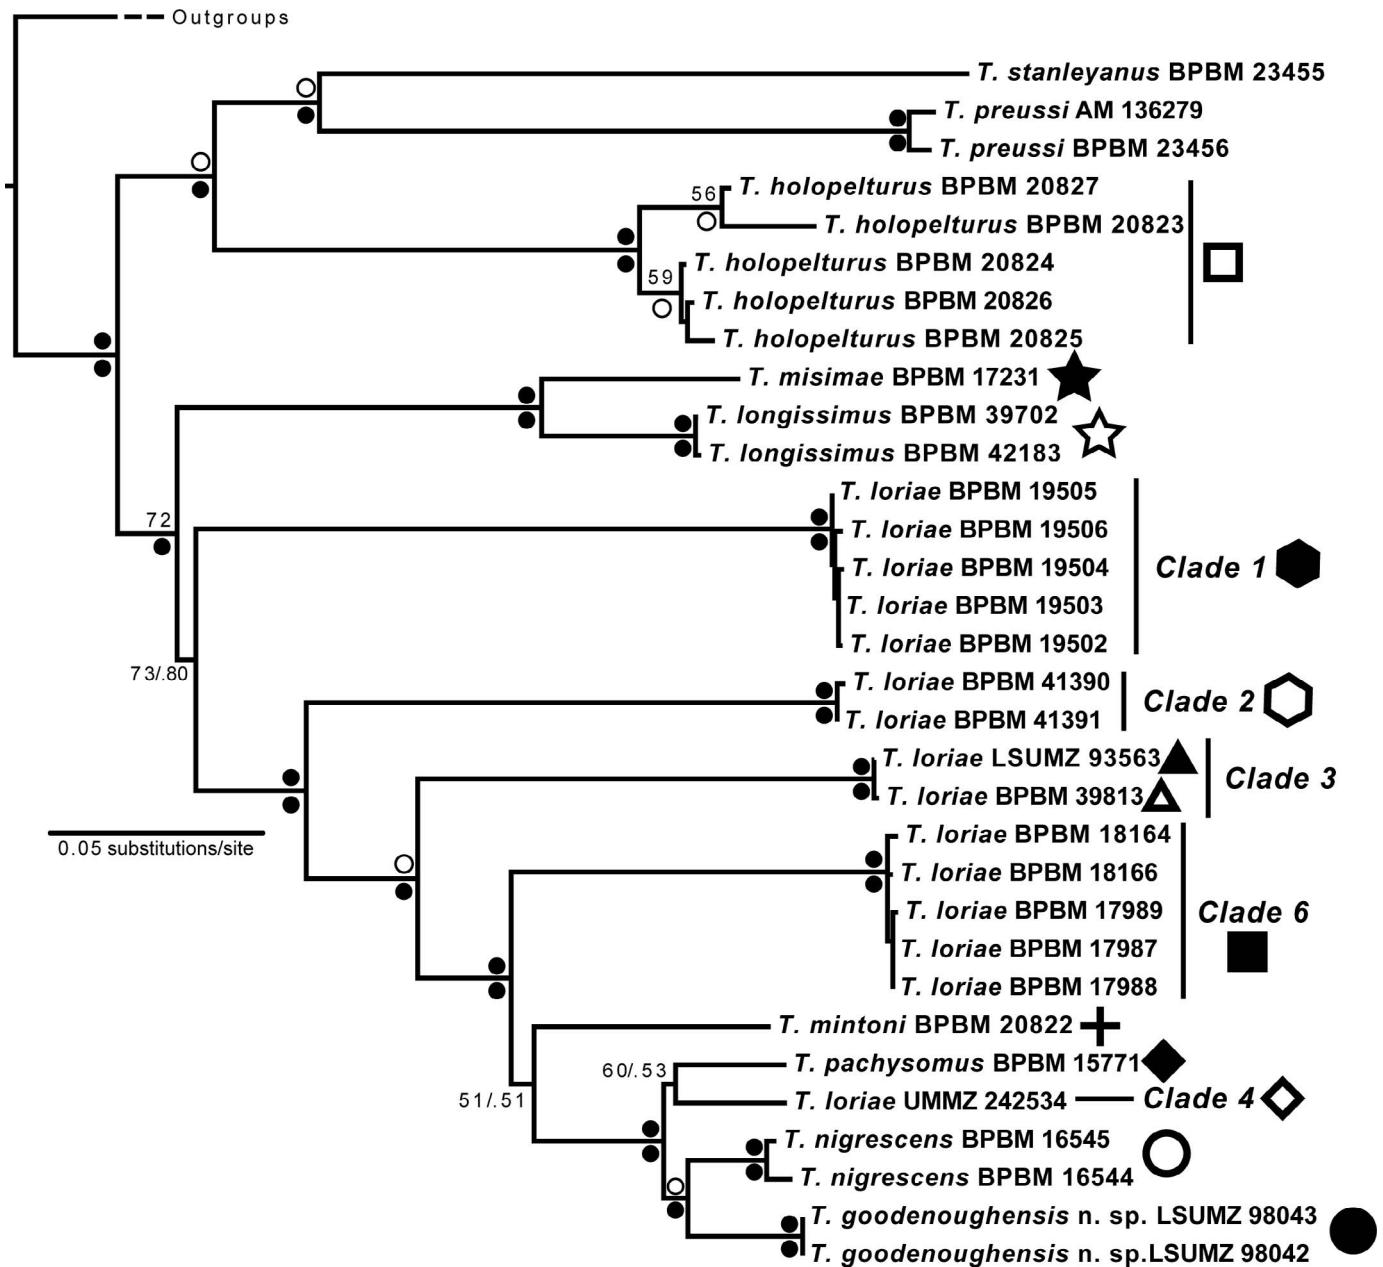 Outgroups
T. stanleyanus BPBM 23455
T. preussi AM 136279
T. preussi BPBM 23456
T. holopelturus BPBM 20827
56
T. holopelturus BPBM 20823
T. holopelturus BPBM 20824
59
T. holopelturus BPBM 20826
T. holopelturus BPBM 20825
T. misimae BPBM 17231
T. longissimus BPBM 39702
T. longissimus BPBM 42183
T. loriae BPBM 19505
72
T. loriae BPBM 19506
T. loriae BPBM 19504
Clade 1
T. loriae BPBM 19503
T. loriae BPBM 19502
73/.80
T. loriae BPBM 41390
Clade 2
T. loriae BPBM 41391
T. loriae LSUMZ 93563
Clade 3
T. loriae BPBM 39813
0.05 substitutions/site
T. loriae BPBM 18164
T. loriae BPBM 18166
T. loriae BPBM 17989
Clade 6
T. loriae BPBM 17987
T. loriae BPBM 17988
T. mintoni BPBM 20822
T. pachysomus BPBM 15771
60/.53
51/.51
T. loriae UMMZ 242534
Clade 4
T. nigrescens BPBM 16545
T. nigrescens BPBM 16544
T. goodenoughensis n. sp. LSUMZ 98043
T. goodenoughensis n. sp.LSUMZ 98042